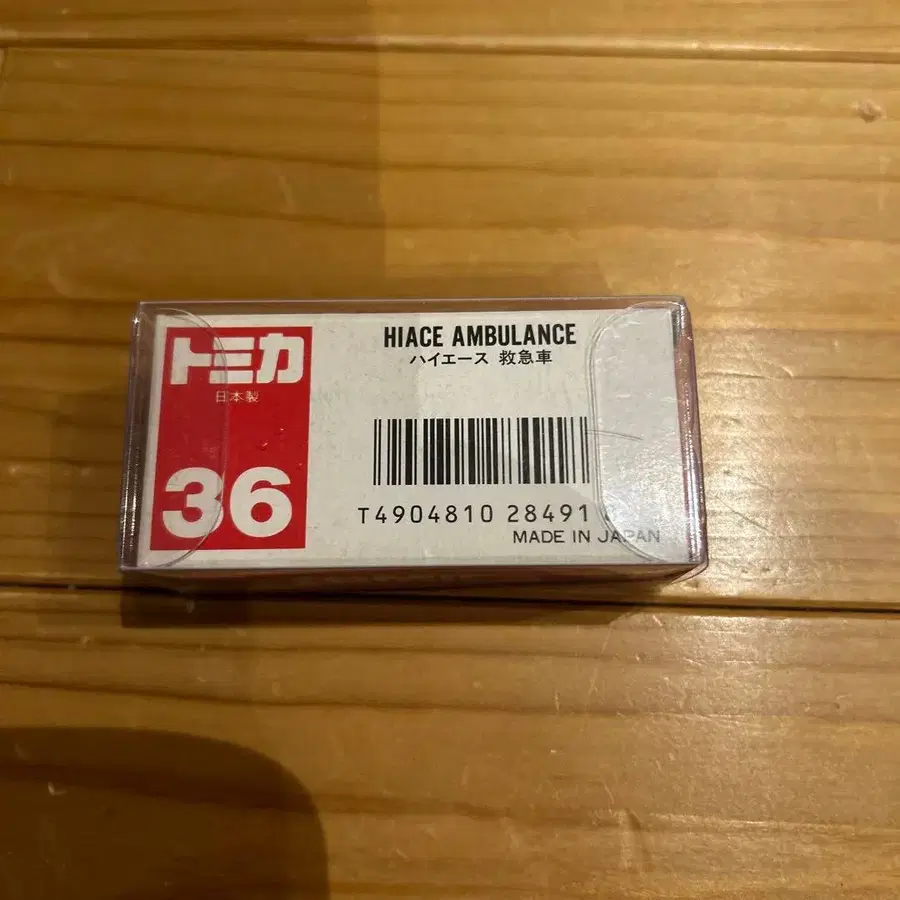 トミカ
日本製
36
HIACE AMBULANCE
ハイエース 救急車
T4904810 28491
MADE IN JAPAN